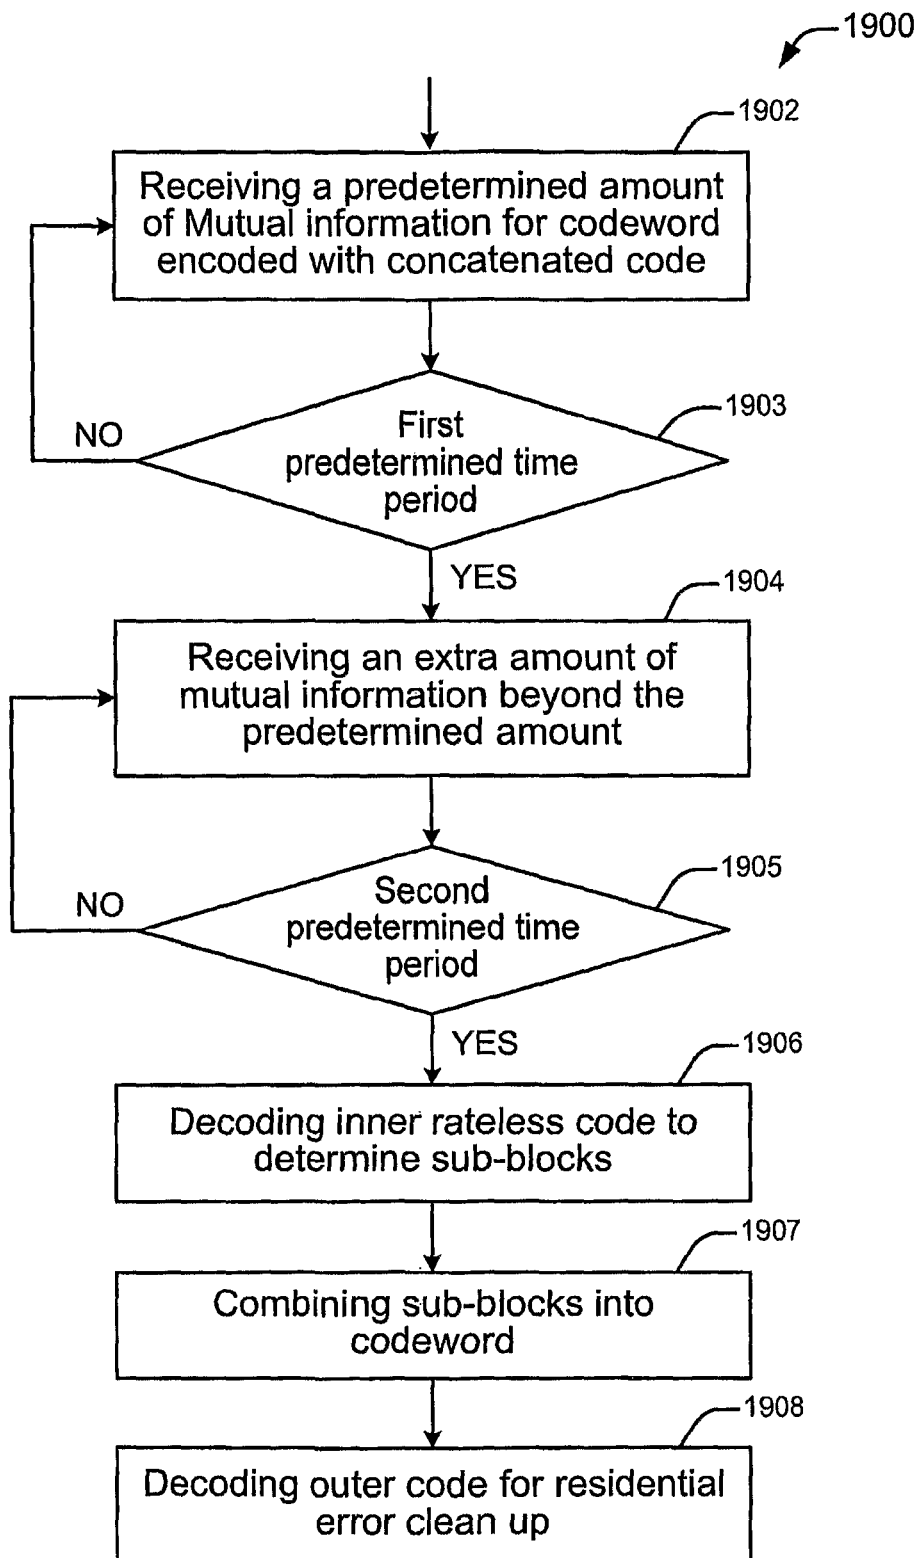 1900
1902
Receiving a predetermined amount
of Mutual information for codeword
encoded with concatenated code
1903
First
predetermined time
period
NO
YES
1904
Receiving an extra amount of
mutual information beyond the
predetermined amount
1905
Second
predetermined time
period
NO
YES
1906
Decoding inner rateless code to
determine sub-blocks
1907
Combining sub-blocks into
codeword
1908
Decoding outer code for residential
error clean up